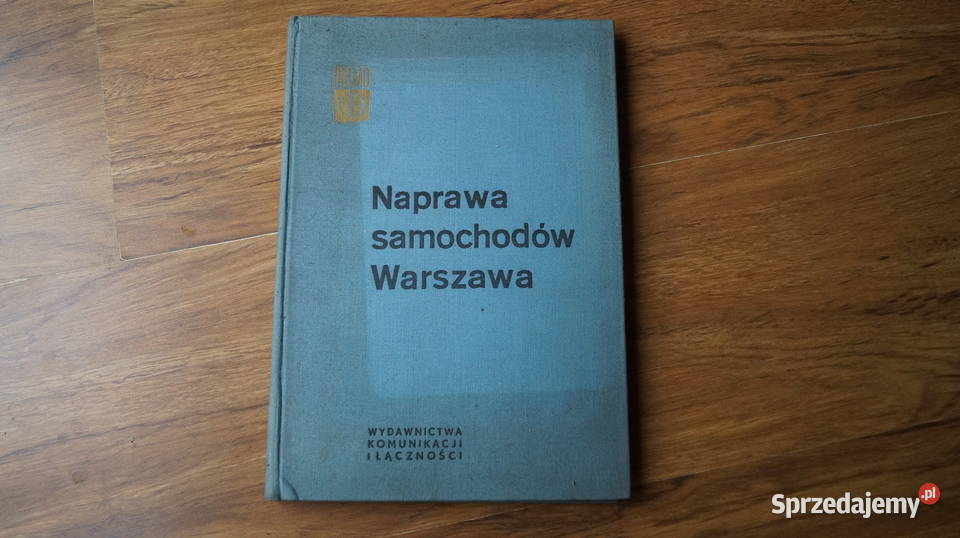 Naprawa
samochodów
Warszawa
WYDAWNICTWA
KOMUNIKACJI
I ŁĄCZNOŚCI
Sprzedajemy.pl